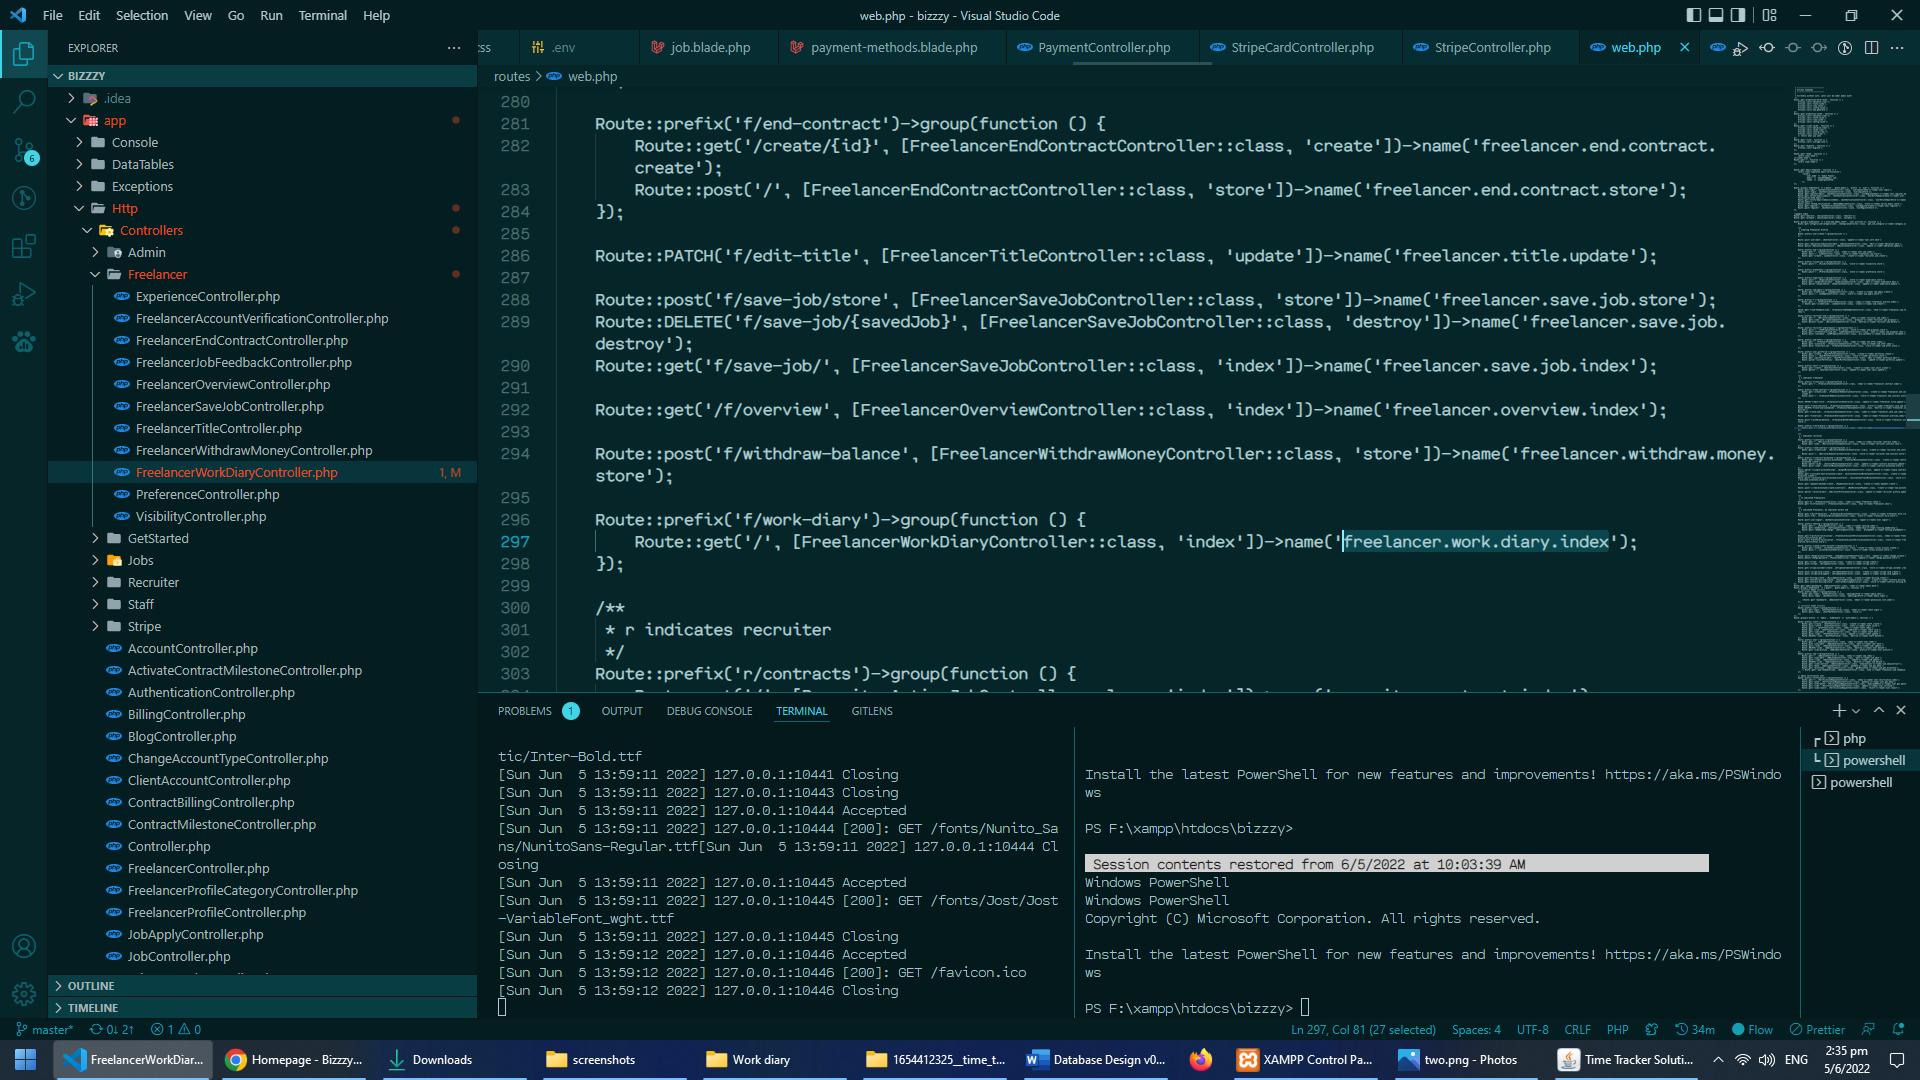 File Edit Selection View Go Run Terminal Help
web.php - bizzzy - Visual Studio Code
EXPLORER
BIZZZY
.idea
app
Console
DataTables
Exceptions
Http
Controllers
Admin
Freelancer
ExperienceController.php
FreelancerAccountVerificationController.php
FreelancerEndContractController.php
FreelancerJobFeedbackController.php
FreelancerOverviewController.php
FreelancerSaveJobController.php
FreelancerTitleController.php
FreelancerWithdrawMoneyController.php
FreelancerWorkDiaryController.php 1, M
PreferenceController.php
VisibilityController.php
GetStarted
Jobs
Recruiter
Staff
Stripe
AccountController.php
ActivateContractMilestoneController.php
AuthenticationController.php
BillingController.php
BlogController.php
ChangeAccountTypeController.php
ClientAccountController.php
ContractBillingController.php
ContractMilestoneController.php
Controller.php
FreelancerController.php
FreelancerProfileCategoryController.php
FreelancerProfileController.php
JobApplyController.php
JobController.php
OUTLINE
TIMELINE
6
css .env job.blade.php payment-methods.blade.php PaymentController.php StripeCardController.php StripeController.php web.php
routes > web.php
280
281 Route::prefix('f/end-contract')->group(function () {
282 Route::get('/create/{id}', [FreelancerEndContractController::class, 'create'])->name('freelancer.end.contract.
create');
283 Route::post('/', [FreelancerEndContractController::class, 'store'])->name('freelancer.end.contract.store');
284 });
285
286 Route::PATCH('f/edit-title', [FreelancerTitleController::class, 'update'])->name('freelancer.title.update');
287
288 Route::post('f/save-job/store', [FreelancerSaveJobController::class, 'store'])->name('freelancer.save.job.store');
289 Route::DELETE('f/save-job/{savedJob}', [FreelancerSaveJobController::class, 'destroy'])->name('freelancer.save.job.
destroy');
290 Route::get('f/save-job/', [FreelancerSaveJobController::class, 'index'])->name('freelancer.save.job.index');
291
292 Route::get('/f/overview', [FreelancerOverviewController::class, 'index'])->name('freelancer.overview.index');
293
294 Route::post('f/withdraw-balance', [FreelancerWithdrawMoneyController::class, 'store'])->name('freelancer.withdraw.money.
store');
295
296 Route::prefix('f/work-diary')->group(function () {
297 Route::get('/', [FreelancerWorkDiaryController::class, 'index'])->name('freelancer.work.diary.index');
298 });
299
300 /**
301 * r indicates recruiter
302 */
303 Route::prefix('r/contracts')->group(function () {
PROBLEMS 1 OUTPUT DEBUG CONSOLE TERMINAL GITLENS
tic/Inter-Bold.ttf
[Sun Jun 5 13:59:11 2022] 127.0.0.1:10441 Closing
[Sun Jun 5 13:59:11 2022] 127.0.0.1:10443 Closing
[Sun Jun 5 13:59:11 2022] 127.0.0.1:10444 Accepted
[Sun Jun 5 13:59:11 2022] 127.0.0.1:10444 [200]: GET /fonts/Nunito_Sa
ns/NunitoSans-Regular.ttf[Sun Jun 5 13:59:11 2022] 127.0.0.1:10444 Cl
osing
[Sun Jun 5 13:59:11 2022] 127.0.0.1:10445 Accepted
[Sun Jun 5 13:59:11 2022] 127.0.0.1:10445 [200]: GET /fonts/Jost/Jost
-VariableFont_wght.ttf
[Sun Jun 5 13:59:11 2022] 127.0.0.1:10445 Closing
[Sun Jun 5 13:59:12 2022] 127.0.0.1:10446 Accepted
[Sun Jun 5 13:59:12 2022] 127.0.0.1:10446 [200]: GET /favicon.ico
[Sun Jun 5 13:59:12 2022] 127.0.0.1:10446 Closing
Install the latest PowerShell for new features and improvements! https://aka.ms/PSWindo
ws
PS F:\xampp\htdocs\bizzzy>
Session contents restored from 6/5/2022 at 10:03:39 AM
Windows PowerShell
Windows PowerShell
Copyright (C) Microsoft Corporation. All rights reserved.
Install the latest PowerShell for new features and improvements! https://aka.ms/PSWindo
ws
PS F:\xampp\htdocs\bizzzy>
php
powershell
powershell
master* 0↓ 2↑ 1 0 Ln 297, Col 81 (27 selected) Spaces: 4 UTF-8 CRLF PHP 34m Flow Prettier
FreelancerWorkDiar... Homepage - Bizzzy... Downloads screenshots Work diary 1654412325__time_t... Database Design v0... XAMPP Control Pa... two.png - Photos Time Tracker Soluti... ENG 2:35 pm
5/6/2022